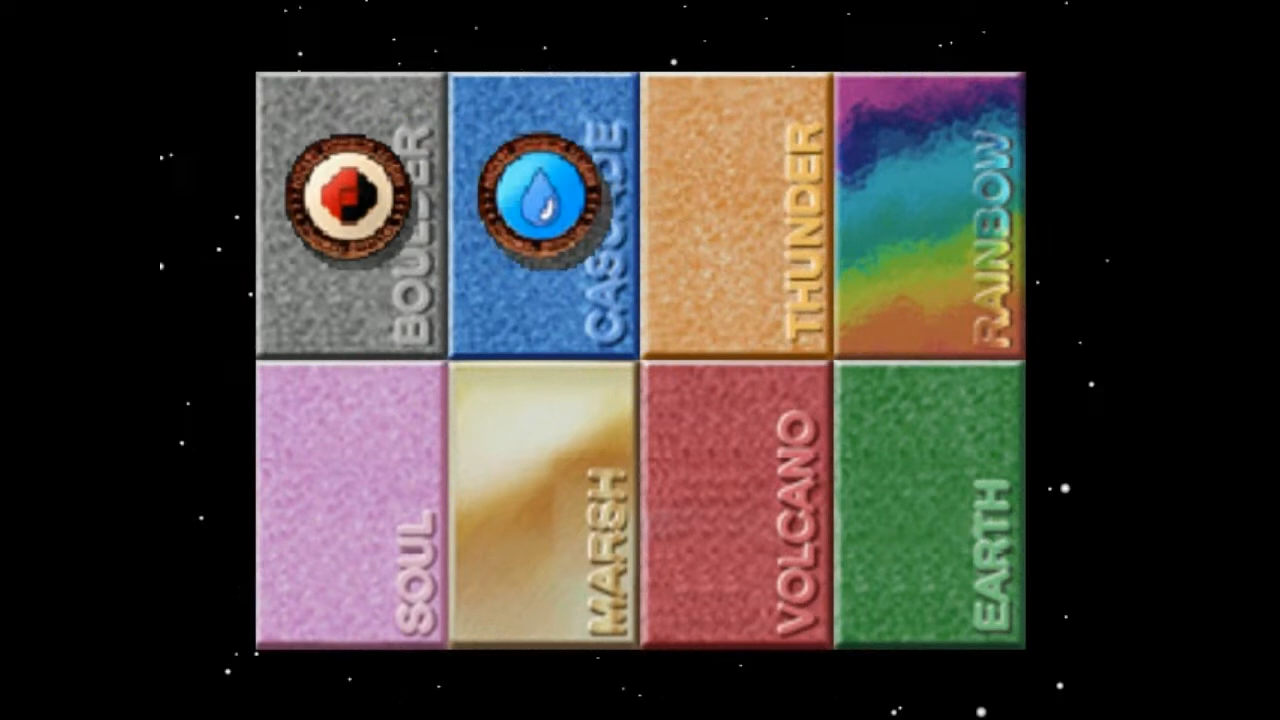 BOULDER
CASCADE
THUNDER
RAINBOW
SOUL
MARSH
VOLCANO
EARTH